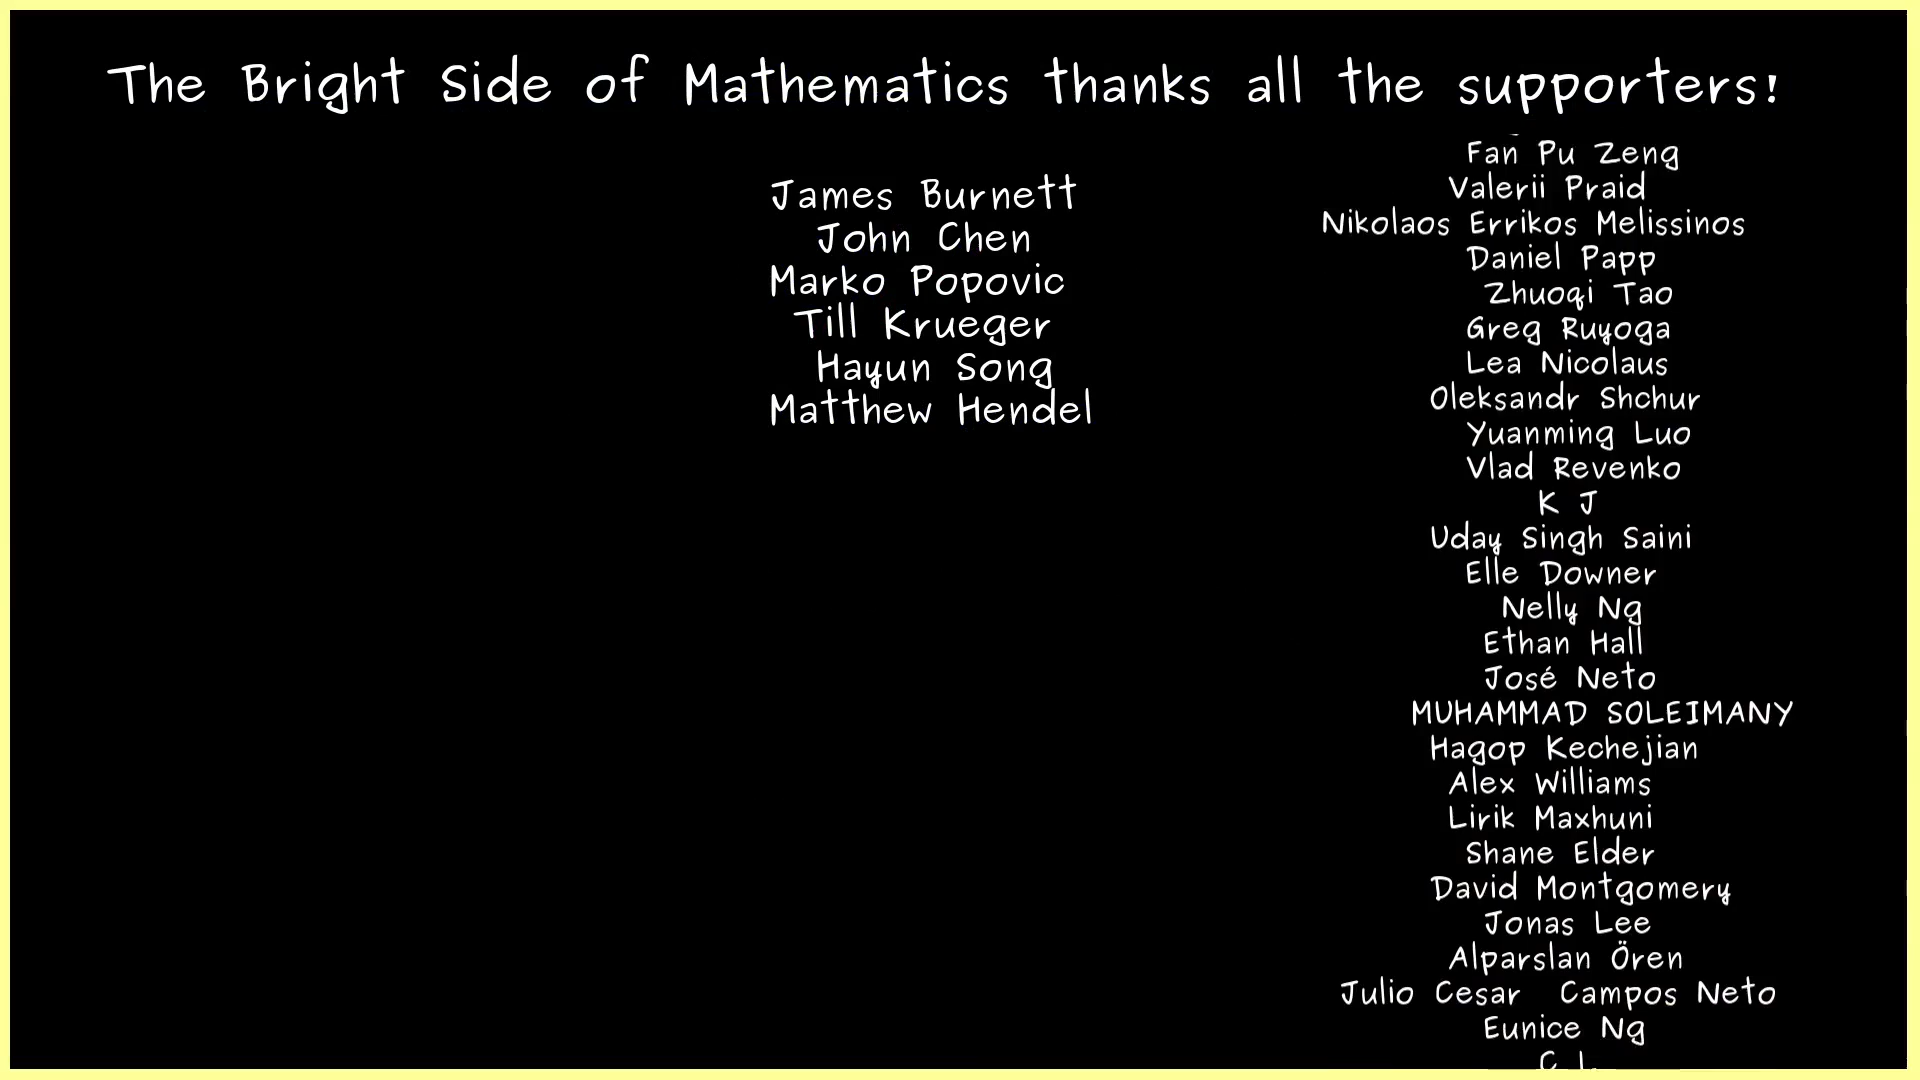 The Bright Side of Mathematics thanks all the supporters!
James Burnett
John Chen
Marko Popovic
Till Krueger
Hayun Song
Matthew Hendel
Fan Pu Zeng
Valerii Praid
Nikolaos Errikos Melissinos
Daniel Papp
Zhuoqi Tao
Greg Ruyoga
Lea Nicolaus
Oleksandr Shchur
Yuanming Luo
Vlad Revenko
K J
Uday Singh Saini
Elle Downer
Nelly Ng
Ethan Hall
José Neto
MUHAMMAD SOLEIMANY
Hagop Kechejian
Alex Williams
Lirik Maxhuni
Shane Elder
David Montgomery
Jonas Lee
Alparslan Ören
Julio Cesar  Campos Neto
Eunice Ng